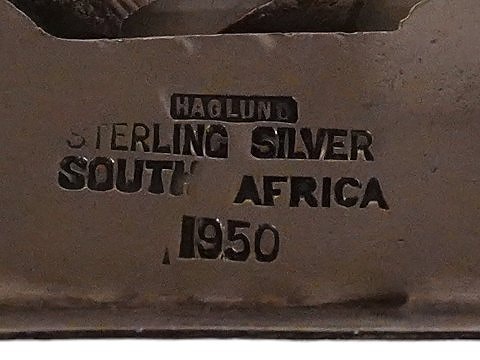 HAGLUND
STERLING SILVER
SOUTH AFRICA
1950